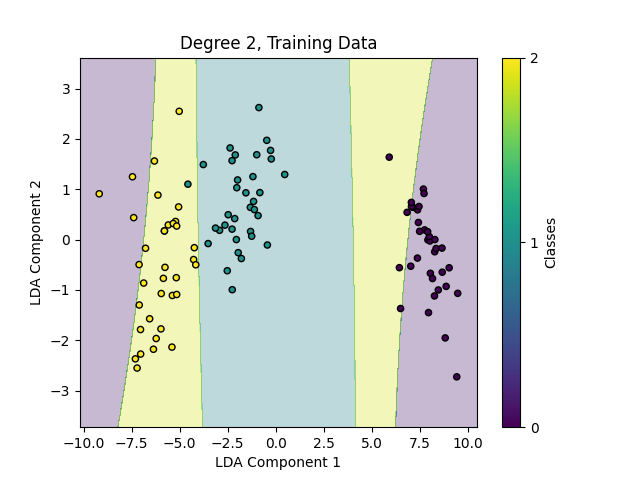 Degree 2, Training Data
3
2
1
0
−1
−2
−3
LDA Component 2
−10.0 −7.5 −5.0 −2.5 0.0 2.5 5.0 7.5 10.0
LDA Component 1
2
1
0
Classes